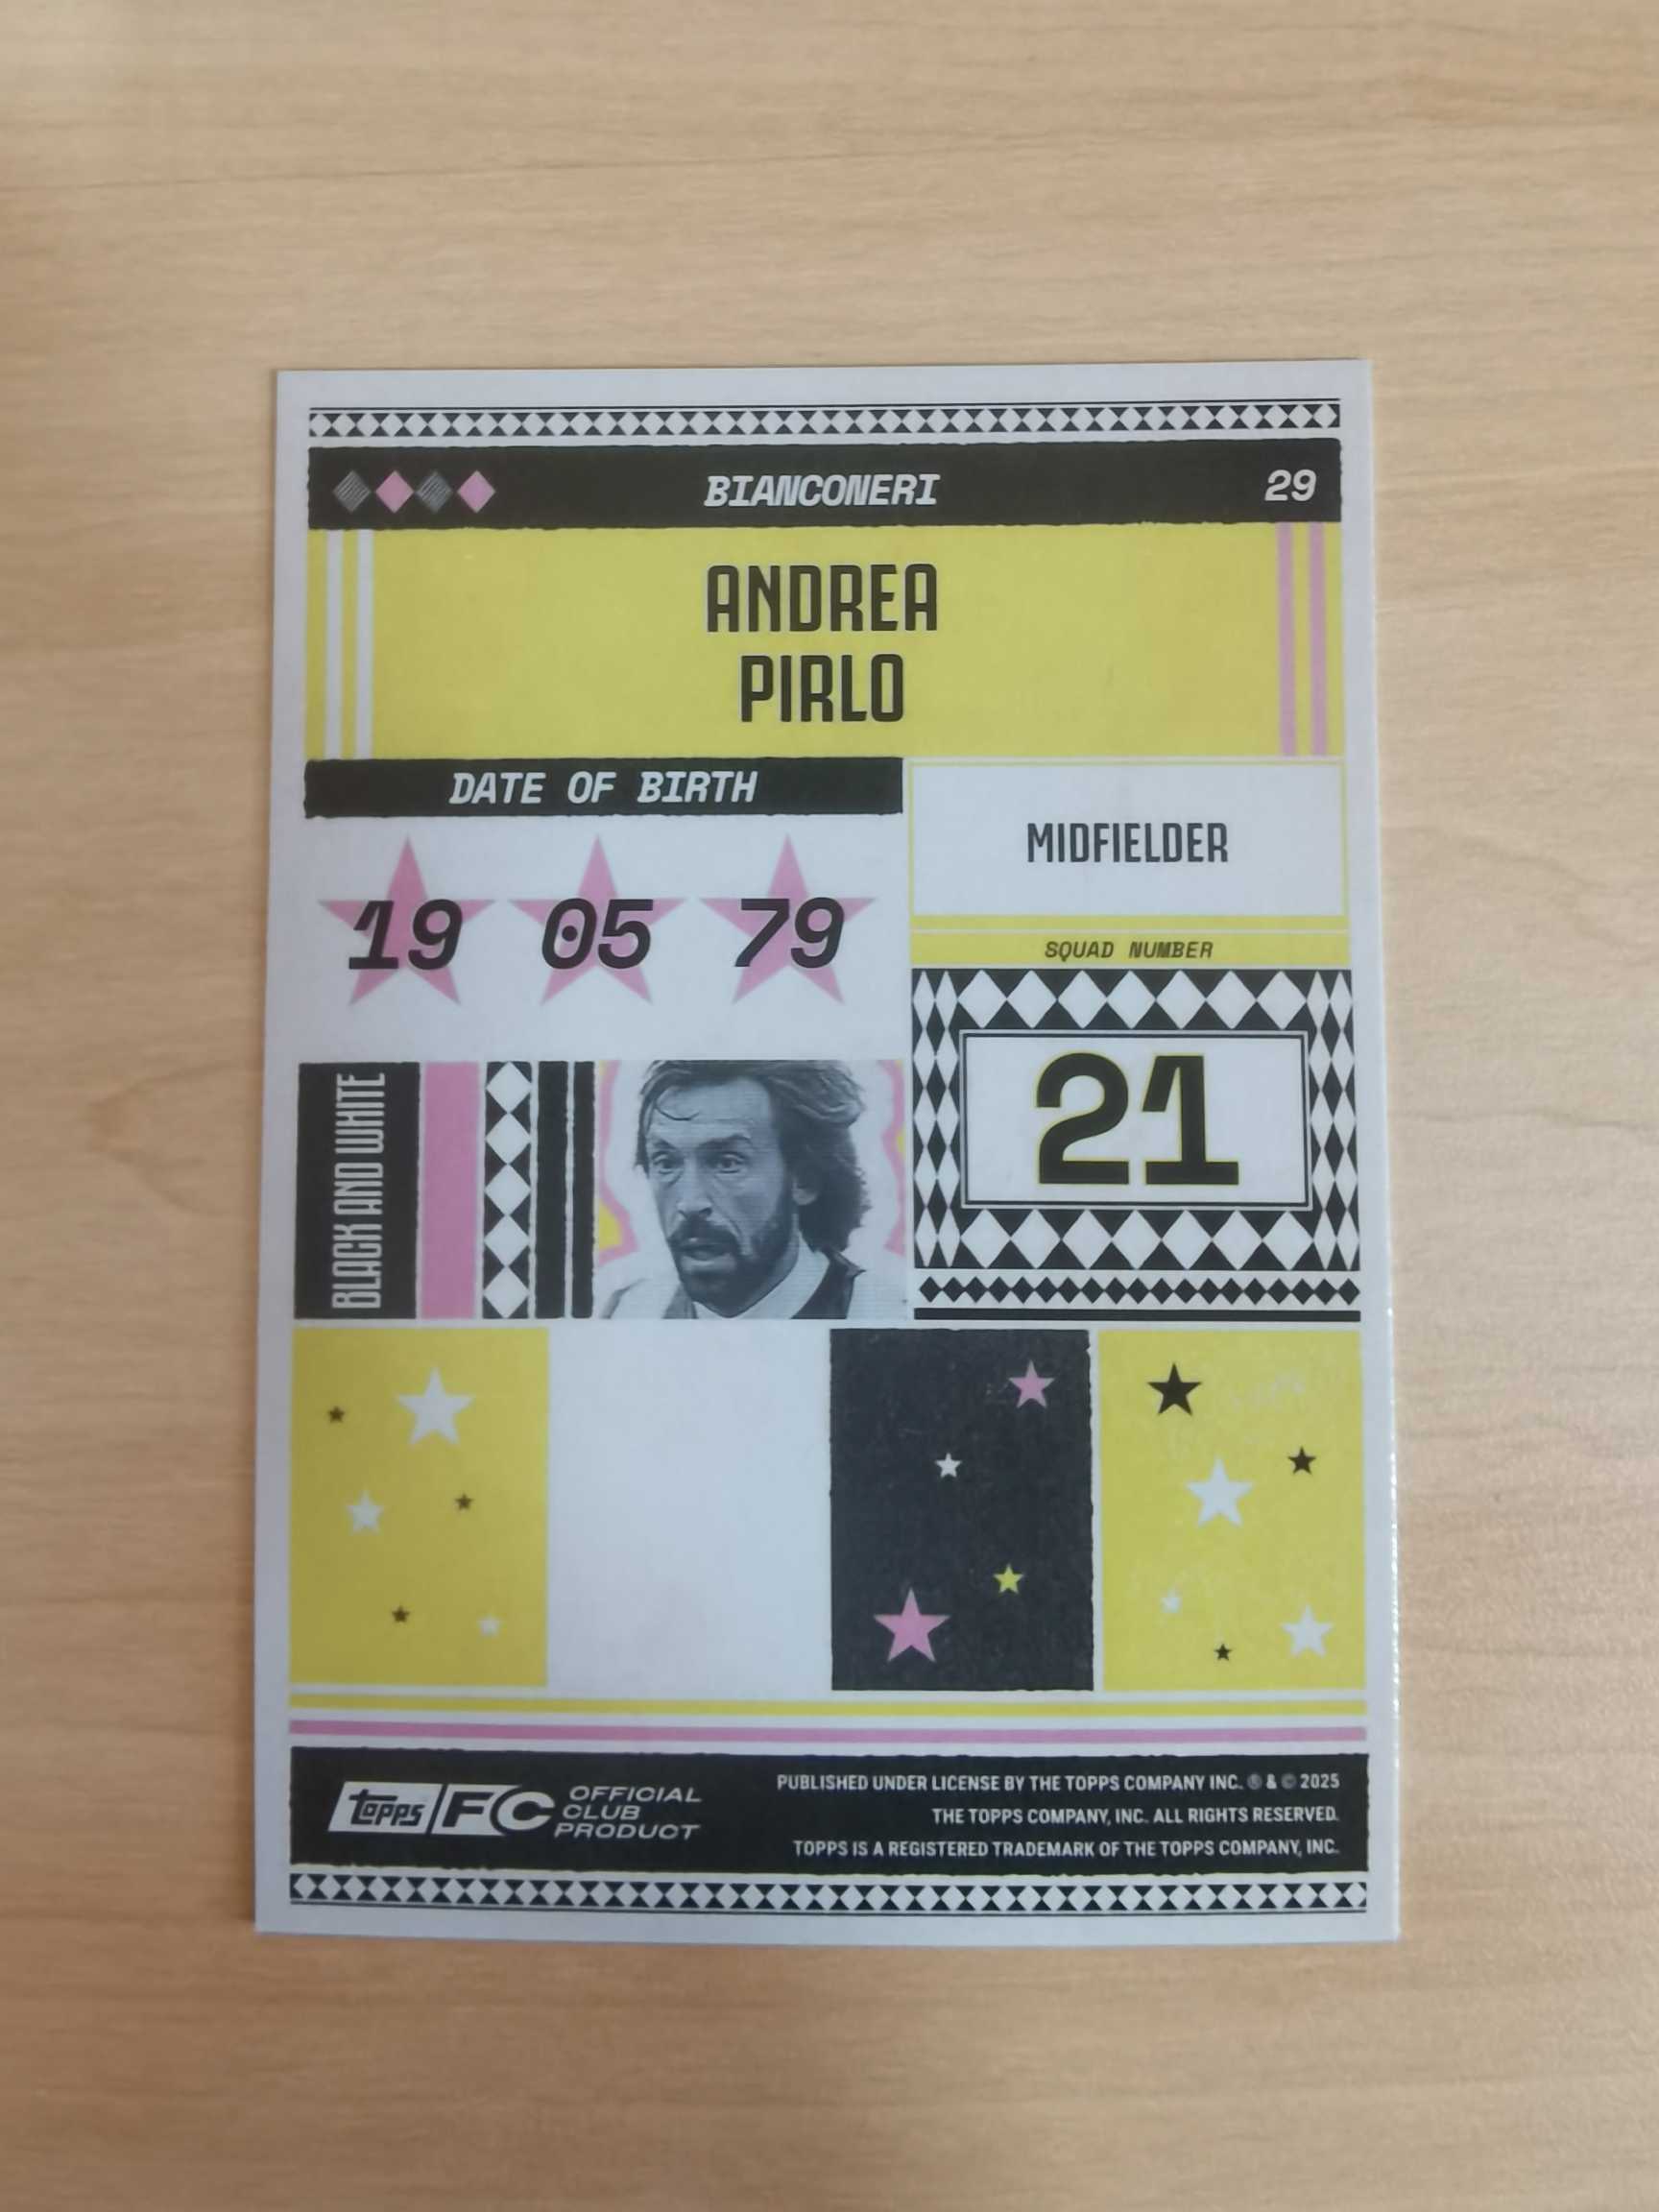 BIANCONERI 29
ANDREA
PIRLO
DATE OF BIRTH
19 05 79
MIDFIELDER
SQUAD NUMBER
21
BLACK AND WHITE
topps FC OFFICIAL
CLUB
PRODUCT
PUBLISHED UNDER LICENSE BY THE TOPPS COMPANY INC. ® & © 2025
THE TOPPS COMPANY, INC. ALL RIGHTS RESERVED.
TOPPS IS A REGISTERED TRADEMARK OF THE TOPPS COMPANY, INC.